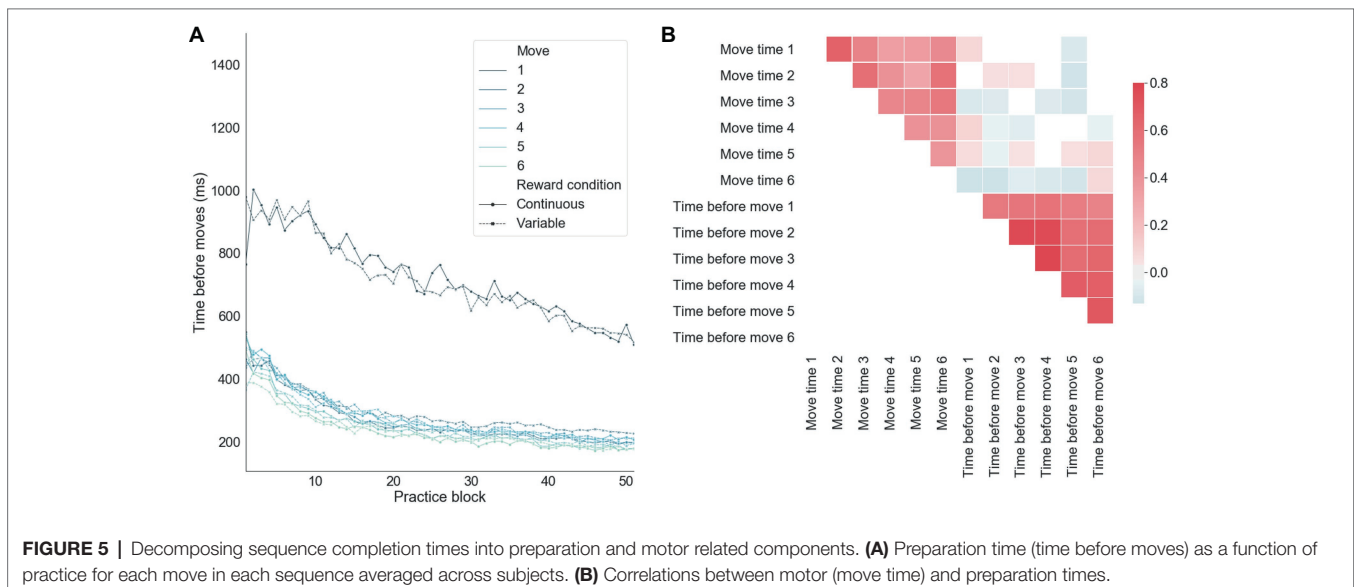 A
Time before moves (ms)
1400
1200
1000
800
600
400
200
10
20
30
40
50
Practice block
Move
1
2
3
4
5
6
Reward condition
Continuous
Variable
B
Move time 1
Move time 2
Move time 3
Move time 4
Move time 5
Move time 6
Time before move 1
Time before move 2
Time before move 3
Time before move 4
Time before move 5
Time before move 6
Move time 1
Move time 2
Move time 3
Move time 4
Move time 5
Move time 6
Time before move 1
Time before move 2
Time before move 3
Time before move 4
Time before move 5
Time before move 6
0.8
0.6
0.4
0.2
0.0
FIGURE 5 | Decomposing sequence completion times into preparation and motor related components. (A) Preparation time (time before moves) as a function of
practice for each move in each sequence averaged across subjects. (B) Correlations between motor (move time) and preparation times.